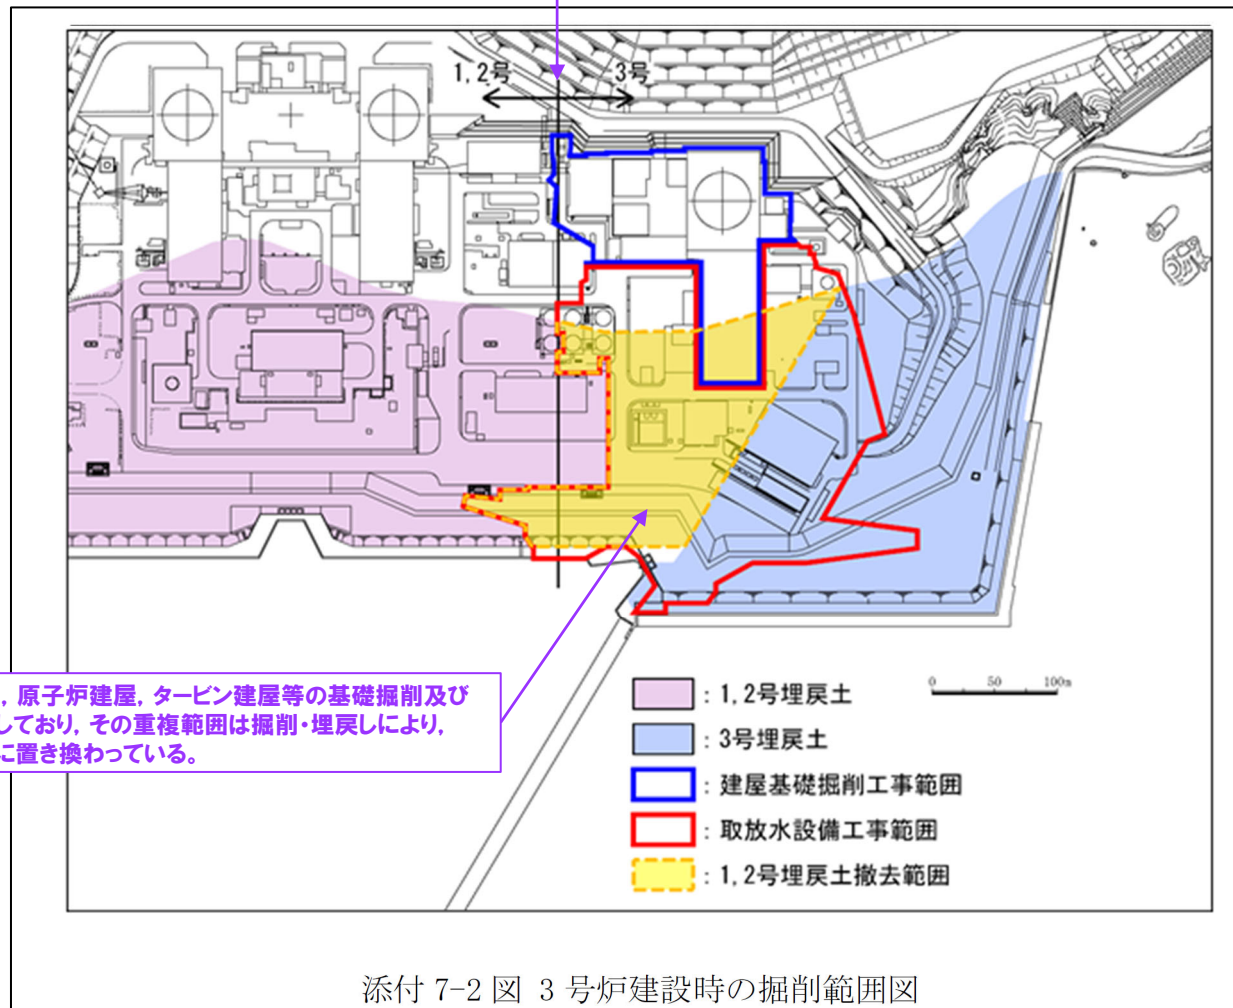 1,2号
3号
, 原子炉建屋, タービン建屋等の基礎掘削及び
しており, その重複範囲は掘削・埋戻しにより,
に置き換わっている。
: 1,2号埋戻土
0 50 100m
: 3号埋戻土
: 建屋基礎掘削工事範囲
: 取放水設備工事範囲
: 1,2号埋戻土撤去範囲
添付 7-2 図 3 号炉建設時の掘削範囲図